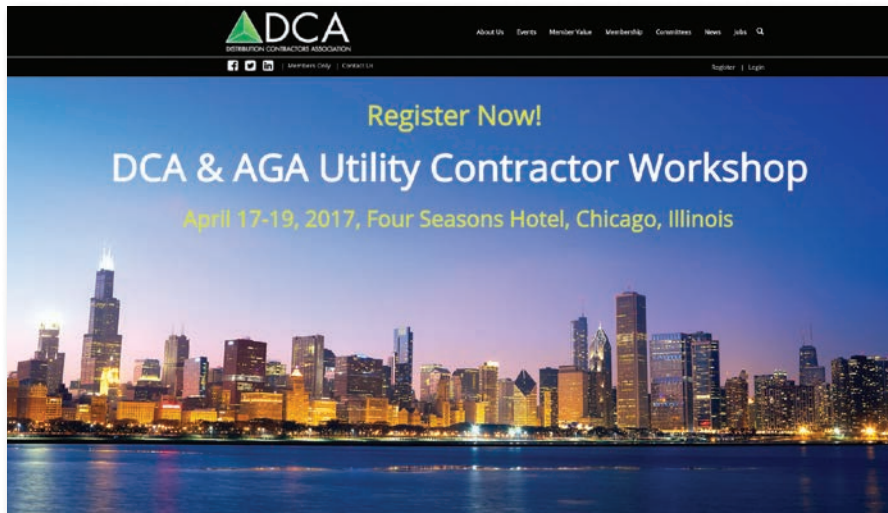 DCA
DISTRIBUTION CONTRACTORS ASSOCIATION
About Us Events Member Value Membership Committees News Jobs
| Members Only | Contact Us
Register | Login
Register Now!
DCA & AGA Utility Contractor Workshop
April 17-19, 2017, Four Seasons Hotel, Chicago, Illinois